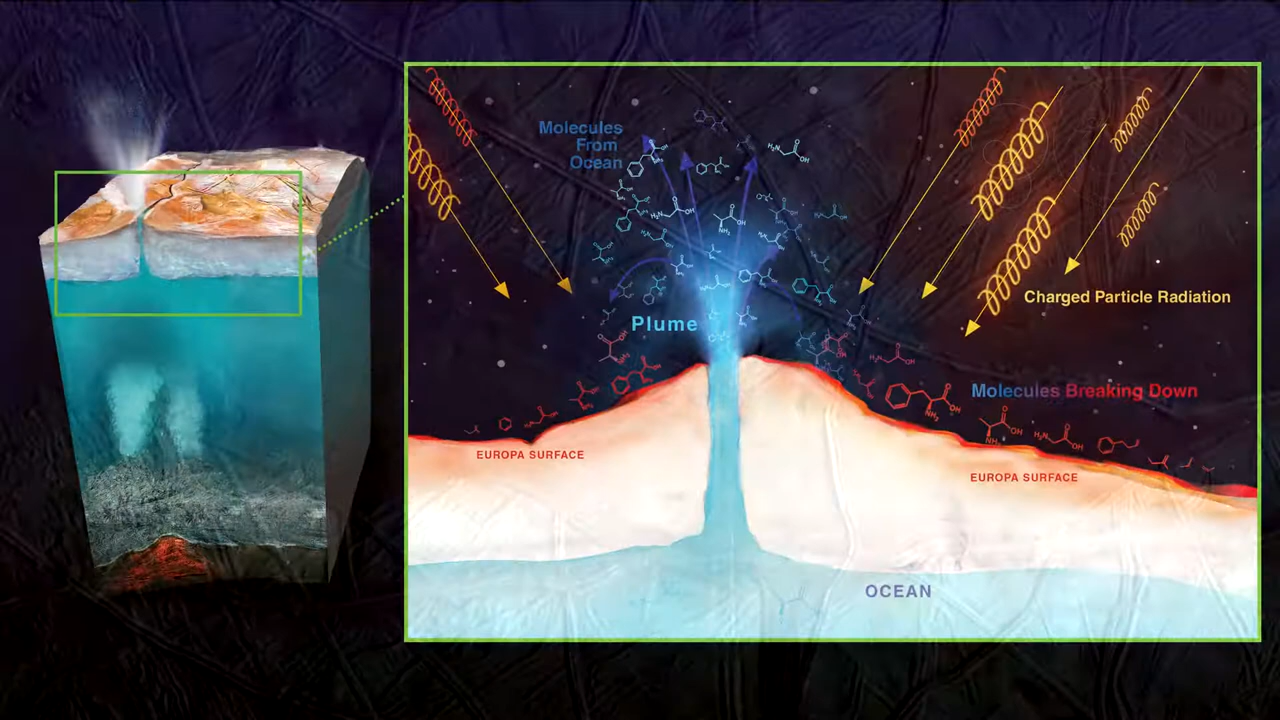 Molecules
From
Ocean
Charged Particle Radiation
Plume
Molecules Breaking Down
EUROPA SURFACE
EUROPA SURFACE
OCEAN